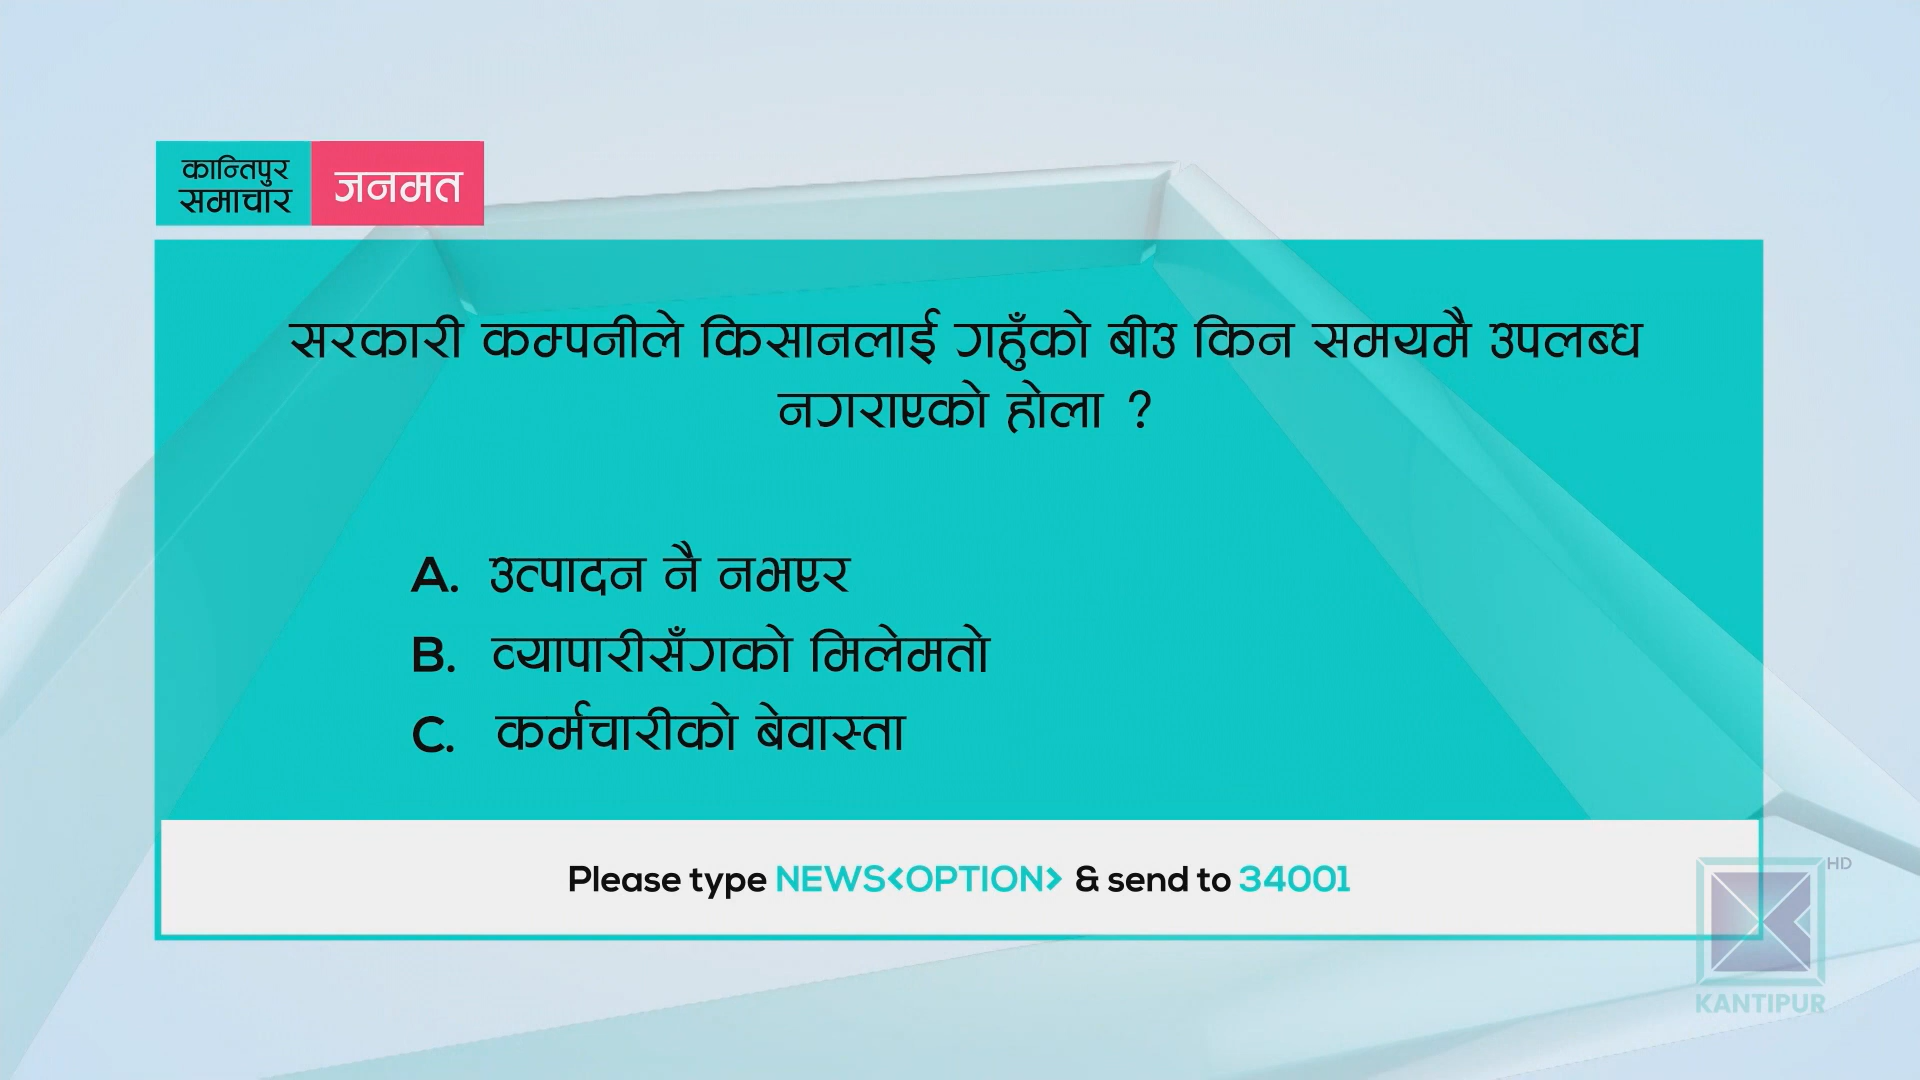 कान्तिपुर
समाचार
जनमत
सरकारी कम्पनीले किसानलाई गहुँको बीउ किन समयमै उपलब्ध
नगराएको होला ?
A. उत्पादन नै नभएर
B. व्यापारीसँगको मिलेमतो
C. कर्मचारीको बेवास्ता
Please type NEWS<OPTION> & send to 34001
HD
KANTIPUR